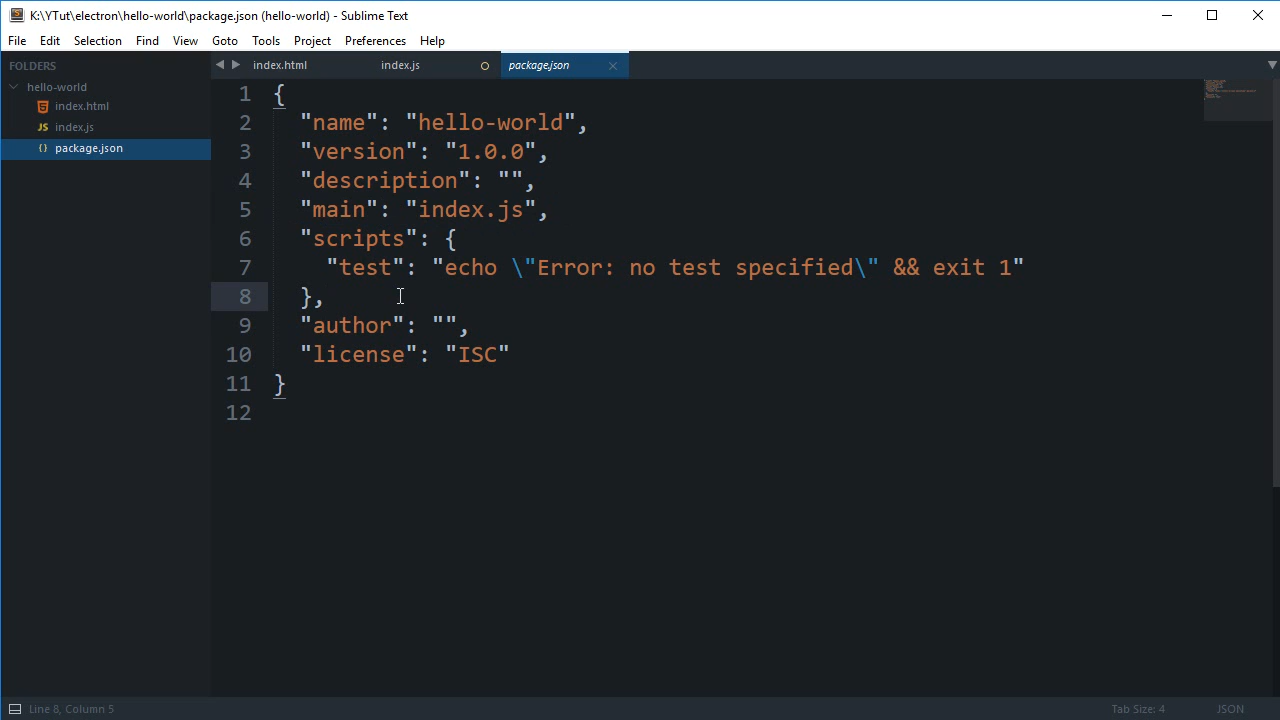 K:\YTut\electron\hello-world\package.json (hello-world) - Sublime Text
File Edit Selection Find View Goto Tools Project Preferences Help
FOLDERS
hello-world
index.html
JS index.js
{} package.json
index.html index.js package.json
1 {
2 "name": "hello-world",
3 "version": "1.0.0",
4 "description": "",
5 "main": "index.js",
6 "scripts": {
7 "test": "echo \"Error: no test specified\" && exit 1"
8 },
9 "author": "",
10 "license": "ISC"
11 }
12
Line 8, Column 5 Tab Size: 4 JSON